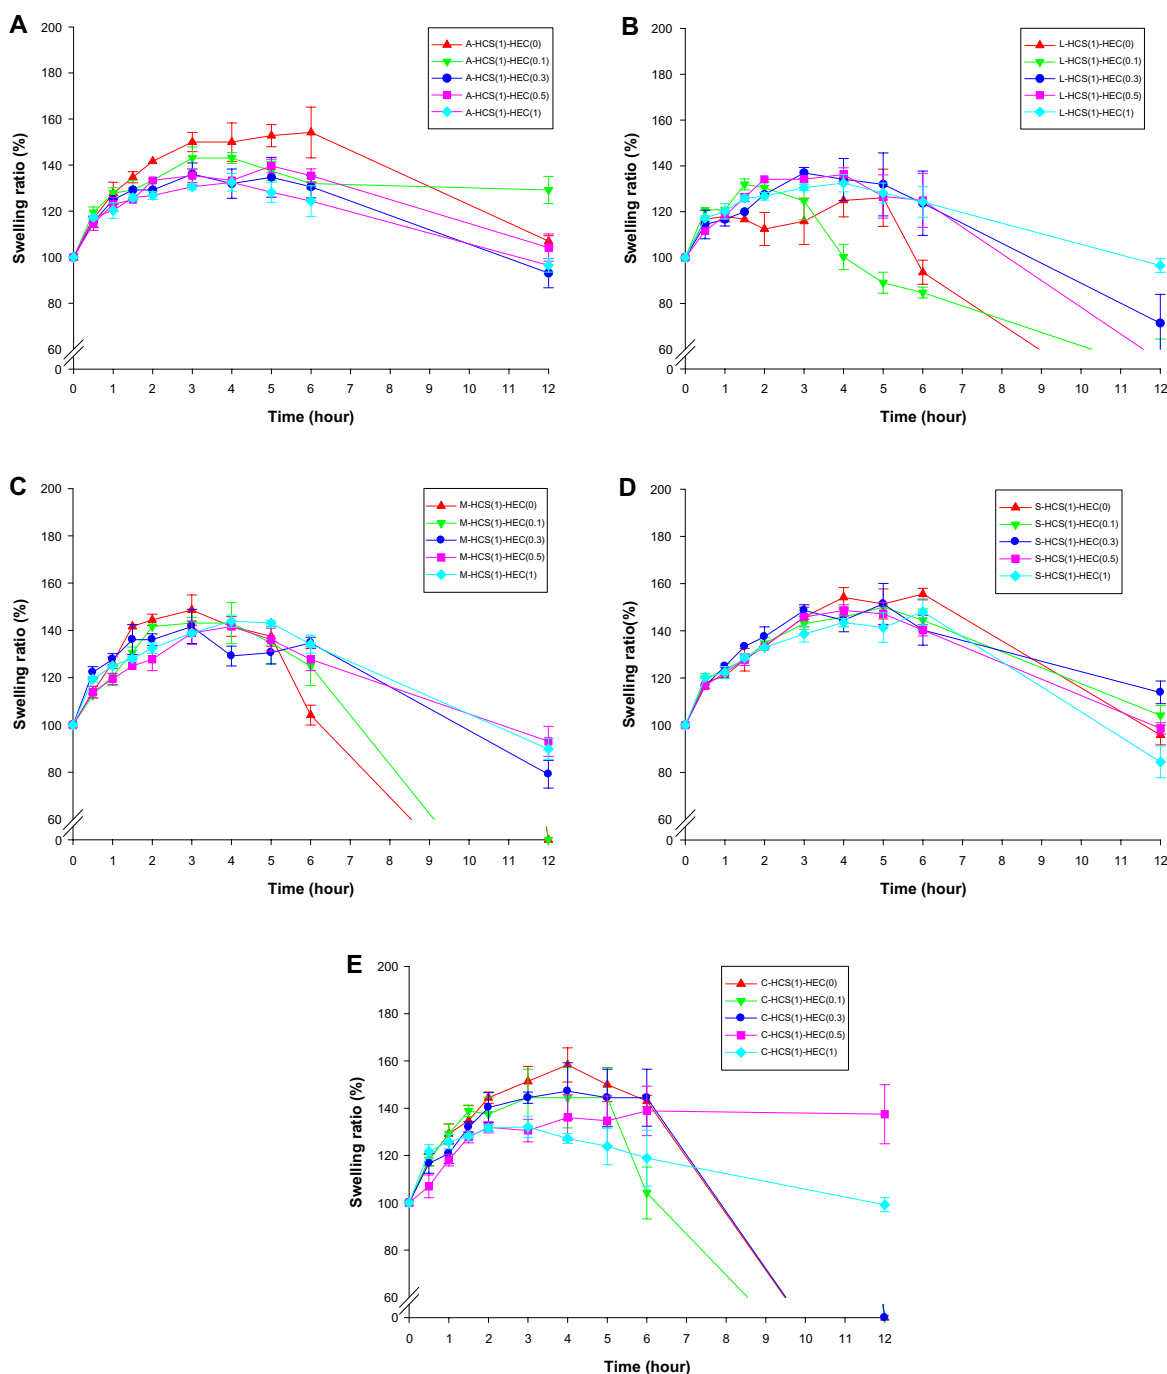 A
A-HCS(1)-HEC(0)
A-HCS(1)-HEC(0.1)
A-HCS(1)-HEC(0.3)
A-HCS(1)-HEC(0.5)
A-HCS(1)-HEC(1)
Swelling ratio (%)
200
180
160
140
120
100
80
60
0
0 1 2 3 4 5 6 7 8 9 10 11 12
Time (hour)
B
L-HCS(1)-HEC(0)
L-HCS(1)-HEC(0.1)
L-HCS(1)-HEC(0.3)
L-HCS(1)-HEC(0.5)
L-HCS(1)-HEC(1)
Swelling ratio (%)
200
180
160
140
120
100
80
60
0
0 1 2 3 4 5 6 7 8 9 10 11 12
Time (hour)
C
M-HCS(1)-HEC(0)
M-HCS(1)-HEC(0.1)
M-HCS(1)-HEC(0.3)
M-HCS(1)-HEC(0.5)
M-HCS(1)-HEC(1)
Swelling ratio (%)
200
180
160
140
120
100
80
60
0
0 1 2 3 4 5 6 7 8 9 10 11 12
Time (hour)
D
S-HCS(1)-HEC(0)
S-HCS(1)-HEC(0.1)
S-HCS(1)-HEC(0.3)
S-HCS(1)-HEC(0.5)
S-HCS(1)-HEC(1)
Swelling ratio(%)
200
180
160
140
120
100
80
60
0
0 1 2 3 4 5 6 7 8 9 10 11 12
Time (hour)
E
C-HCS(1)-HEC(0)
C-HCS(1)-HEC(0.1)
C-HCS(1)-HEC(0.3)
C-HCS(1)-HEC(0.5)
C-HCS(1)-HEC(1)
Swelling ratio (%)
200
180
160
140
120
100
80
60
0
0 1 2 3 4 5 6 7 8 9 10 11 12
Time (hour)